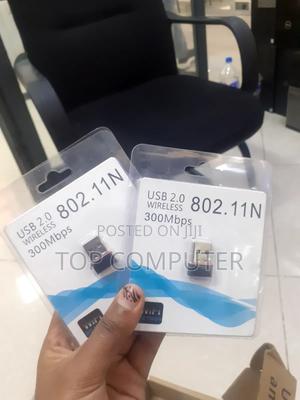 USB 2.0
WIRELESS
802.11N
300Mbps
USB 2.0
WIRELESS
802.11N
300Mbps
POSTED ON JIJI
TOP COMPUTER